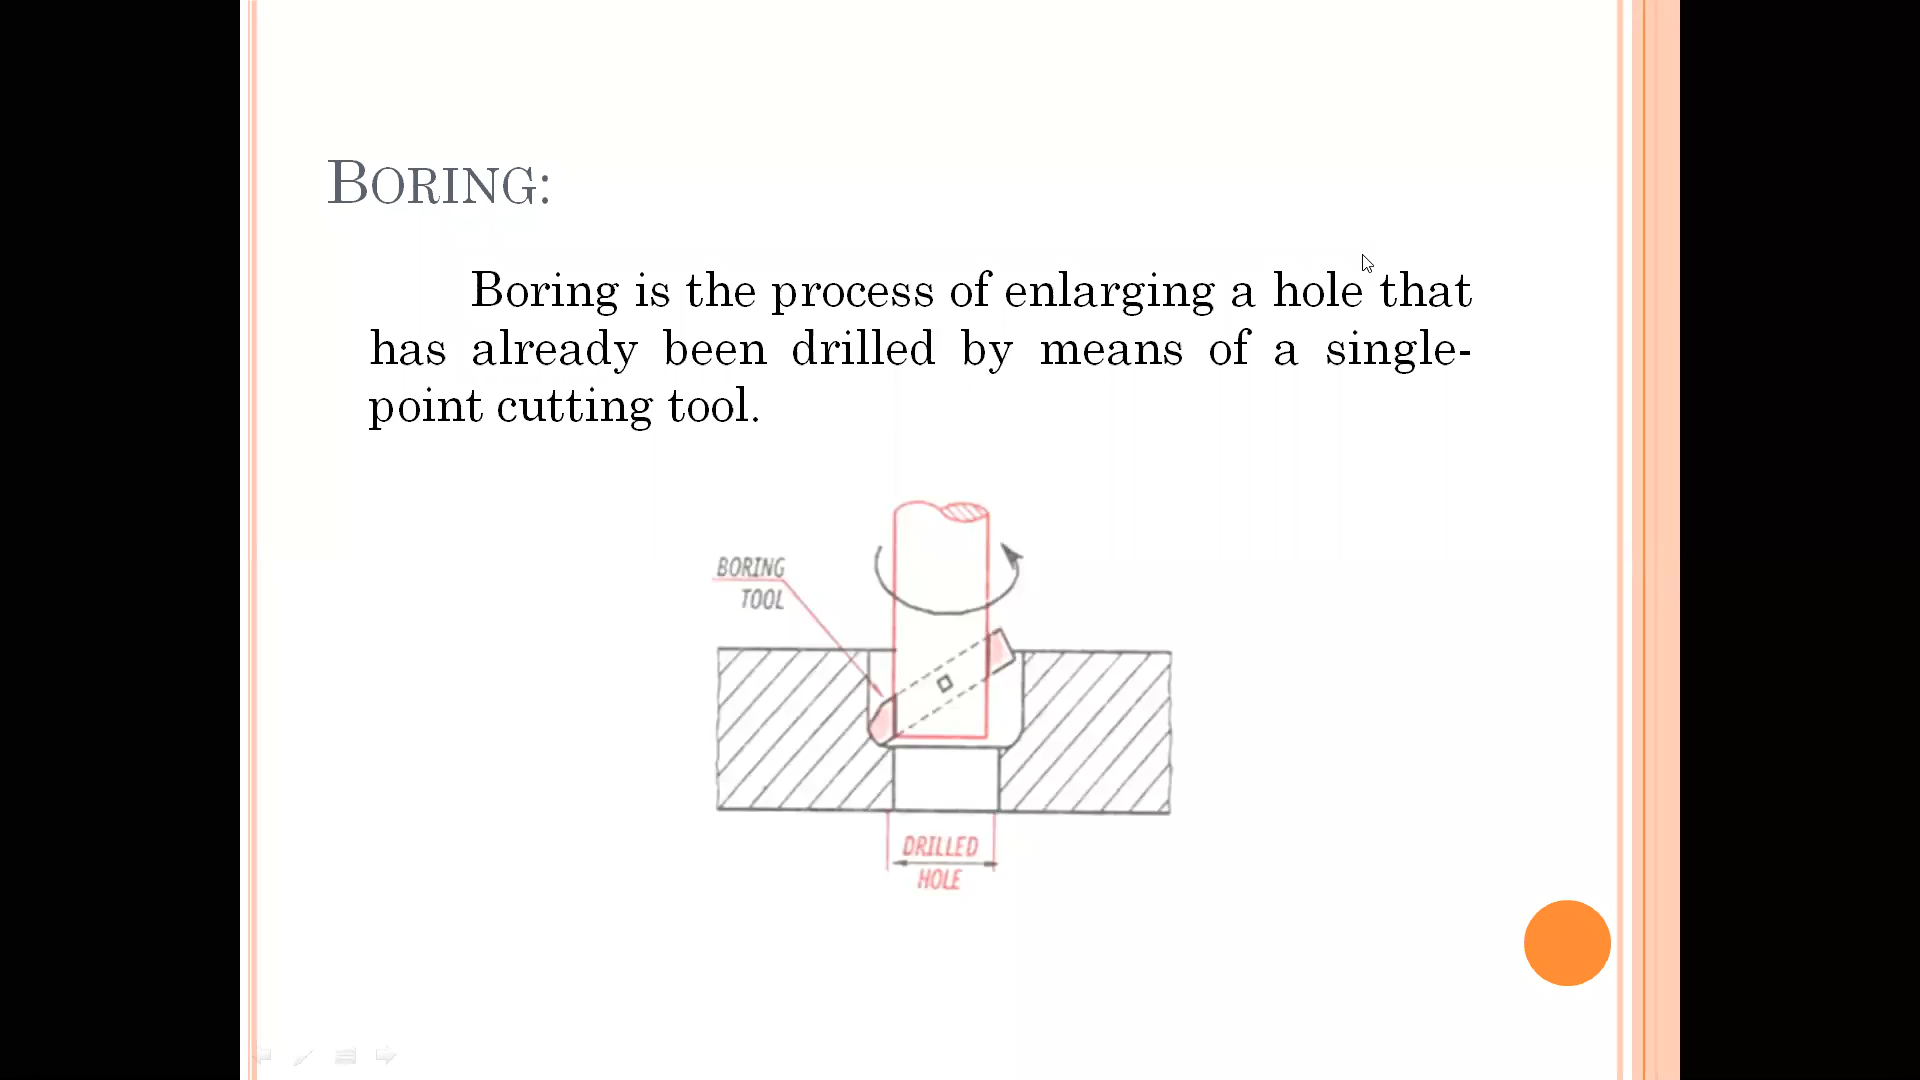 BORING:
Boring is the process of enlarging a hole that
has already been drilled by means of a single-
point cutting tool.
BORING
TOOL
DRILLED
HOLE